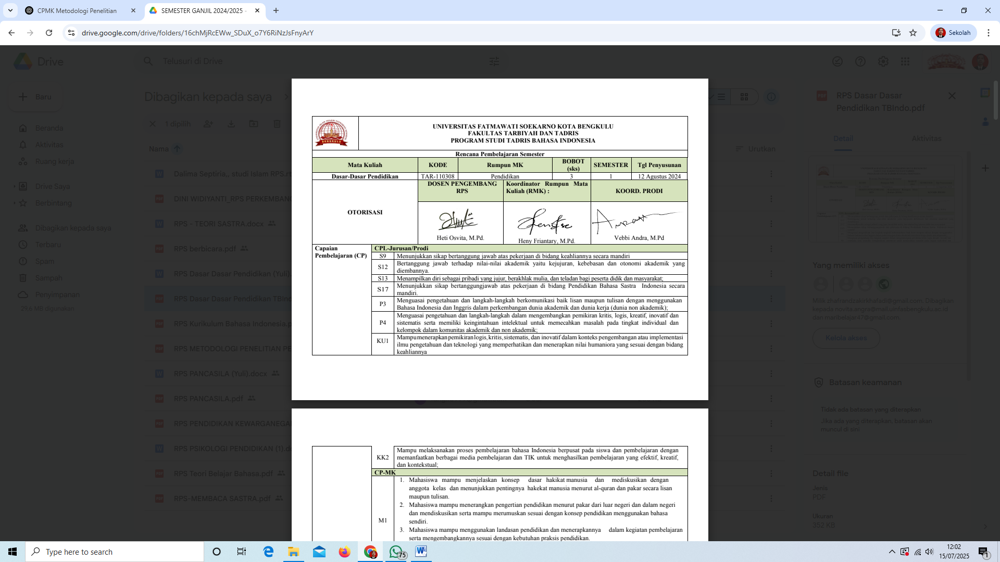 CPMK Metodologi Penelitian
SEMESTER GANJIL 2024/2025 -
drive.google.com/drive/folders/16chMjRcEWw_SDuX_o7Y6RiNzJsFnyArY
Sekolah
Drive
Telusuri di Drive
Baru
Beranda
Aktivitas
Ruang kerja
Drive Saya
Berbintang
Dibagikan kepada saya
Terbaru
Spam
Sampah
Penyimpanan
29,6 MB digunakan
Dibagikan kepada saya
1 dipilih
Nama
Urutkan
Dalima Septiria,, studi Islam RPS.rt
DINI WIDIYANTI_RPS PERKEMBANG
RPS - TEORI SASTRA.docx
RPS berbicara.pdf
RPS Dasar Dasar Pendidikan (Yuli).
RPS Dasar Dasar Pendidikan TBInd
RPS Kurikulum Bahasa Indonesia.p
RPS METODOLOGI PENELITIAN PE
RPS PANCASILA (Yuli).docx
RPS PANCASILA.pdf
RPS PENDIDIKAN KEWARGANEGA
RPS PSIKOLOGI PENDIDIKAN (1).d
RPS Teori Belajar Bahasa.pdf
RPS-MEMBACA SASTRA.pdf
UNIVERSITAS FATMAWATI SOEKARNO KOTA BENGKULU
FAKULTAS TARBIYAH DAN TADRIS
PROGRAM STUDI TADRIS BAHASA INDONESIA
BENGKULU
Rencana Pembelajaran Semester
Mata Kuliah KODE Rumpun MK BOBOT (sks) SEMESTER Tgl Penyusunan
Dasar-Dasar Pendidikan TAR-110308 Pendidikan 3 1 12 Agustus 2024
OTORISASI
DOSEN PENGEMBANG RPS
Koordinator Rumpun Mata Kuliah (RMK) :
KOORD. PRODI
Heti Osvita, M.Pd.
Heny Friantary, M.Pd.
Vebbi Andra, M.Pd
Capaian
Pembelajaran (CP)
CPL-Jurusan/Prodi
S9 Menunjukkan sikap bertanggung jawab atas pekerjaan di bidang keahliannya secara mandiri
S12 Bertanggung jawab terhadap nilai-nilai akademik yaitu kejujuran, kebebasan dan otonomi akademik yang
diembannya.
S13 Menampilkan diri sebagai pribadi yang jujur, berakhlak mulia, dan teladan bagi peserta didik dan masyarakat;
S17 Menunjukkan sikap bertanggungjawab atas pekerjaan di bidang Pendidikan Bahasa Sastra Indonesia secara
mandiri.
P3 Menguasai pengetahuan dan langkah-langkah berkomunikasi baik lisan maupun tulisan dengan menggunakan
Bahasa Indonesia dan Inggris dalam perkembangan dunia akademik dan dunia kerja (dunia non akademik);
P4 Menguasai pengetahuan dan langkah-langkah dalam mengembangkan pemikiran kritis, logis, kreatif, inovatif dan
sistematis serta memiliki keingintahuan intelektual untuk memecahkan masalah pada tingkat individual dan
kelompok dalam komunitas akademik dan non akademik;
KU1 Mampu menerapkan pemikiran logis, kritis, sistematis, dan inovatif dalam konteks pengembangan atau implementasi
ilmu pengetahuan dan teknologi yang memperhatikan dan menerapkan nilai humaniora yang sesuai dengan bidang
keahliannya
KK2 Mampu melaksanakan proses pembelajaran bahasa Indonesia berpusat pada siswa dan pembelajaran dengan
memanfaatkan berbagai media pembelajaran dan TIK untuk menghasilkan pembelajaran yang efektif, kreatif,
dan kontekstual;
CP-MK
M1
1. Mahasiswa mampu menjelaskan konsep dasar hakikat manusia dan mediskusikan dengan
anggota kelas dan menunjukkan pentingnya hakekat manusia menurut al-quran dan pakar secara lisan
maupun tulisan.
2. Mahasiswa mampu menerangkan pengertian pendidikan menurut pakar dari luar negeri dan dalam negeri
dan mendiskusikan serta mampu merumuskan sesuai dengan konsep pendidikan menggunakan bahasa
sendiri.
3. Mahasiswa mampu menggunakan landasan pendidikan dan menerapkannya dalam kegiatan pembelajaran
serta mengembangkannya sesuai dengan kebutuhan praksis pendidikan.
RPS Dasar Dasar
Pendidikan TBIndo.pdf
Detail
Aktivitas
Yang memiliki akses
Milik zhafrandzakirkhafadi@gmail.com. Dibagikan
kepada novita.angra@mail.uinfasbengkulu.ac.id
dan maribelajar47@gmail.com.
Kelola akses
Batasan keamanan
Tidak ada batasan yang diterapkan
Jika ada yang diterapkan, batasan akan
muncul di sini
Detail file
Jenis
PDF
Ukuran
352 KB
Type here to search
75
12:02
15/07/2025
1